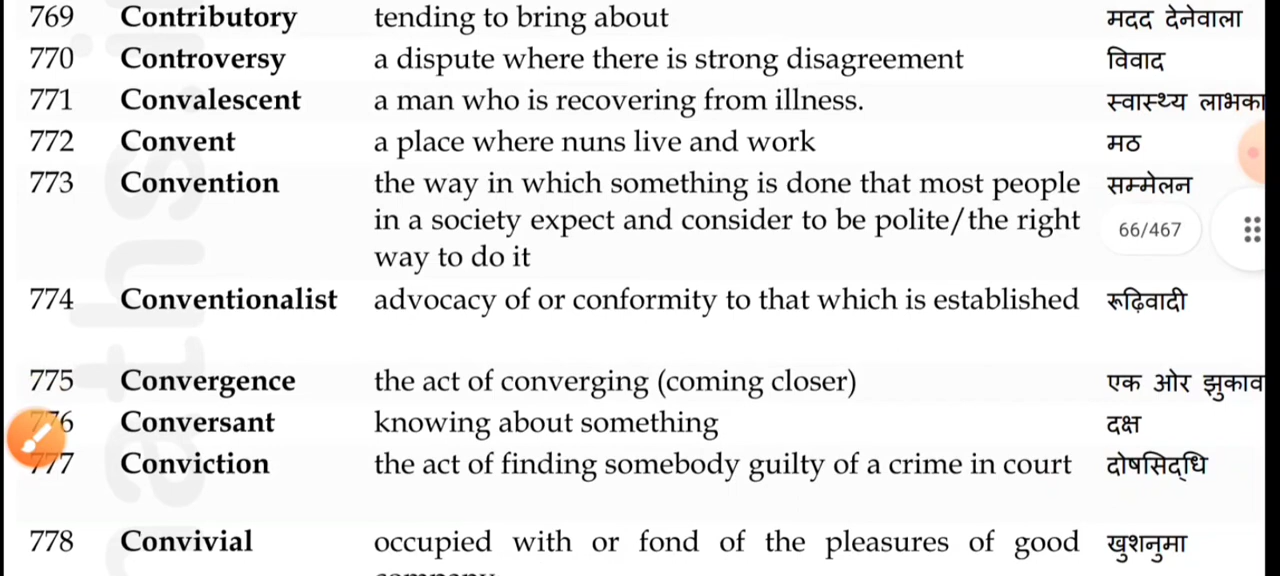 769 Contributory tending to bring about मदद देनेवाला
770 Controversy a dispute where there is strong disagreement विवाद
771 Convalescent a man who is recovering from illness. स्वास्थ्य लाभका
772 Convent a place where nuns live and work मठ
773 Convention the way in which something is done that most people सम्मेलन
in a society expect and consider to be polite/the right 66/467
way to do it
774 Conventionalist advocacy of or conformity to that which is established रूढ़िवादी
775 Convergence the act of converging (coming closer) एक ओर झुकाव
776 Conversant knowing about something दक्ष
777 Conviction the act of finding somebody guilty of a crime in court दोषसिद्धि
778 Convivial occupied with or fond of the pleasures of good खुशनुमा